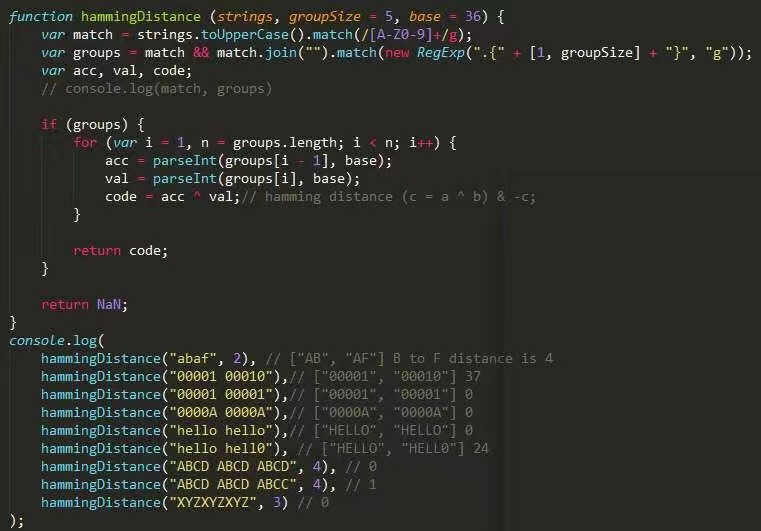 function hammingDistance (strings, groupSize = 5, base = 36) {
    var match = strings.toUpperCase().match(/[A-Z0-9]+/g);
    var groups = match && match.join("").match(new RegExp(".{" + [1, groupSize] + "}", "g"));
    var acc, val, code;
    // console.log(match, groups)

    if (groups) {
        for (var i = 1, n = groups.length; i < n; i++) {
            acc = parseInt(groups[i - 1], base);
            val = parseInt(groups[i], base);
            code = acc ^ val;// hamming distance (c = a ^ b) & -c;
        }

        return code;
    }

    return NaN;
}
console.log(
    hammingDistance("abaf", 2), // ["AB", "AF"] B to F distance is 4
    hammingDistance("00001 00010"),// ["00001", "00010"] 37
    hammingDistance("00001 00001"),// ["00001", "00001"] 0
    hammingDistance("0000A 0000A"),// ["0000A", "0000A"] 0
    hammingDistance("hello hello"),// ["HELLO", "HELLO"] 0
    hammingDistance("hello hell0"), // ["HELLO", "HELL0"] 24
    hammingDistance("ABCD ABCD ABCD", 4), // 0
    hammingDistance("ABCD ABCD ABCC", 4), // 1
    hammingDistance("XYZXYZXYZ", 3) // 0
);